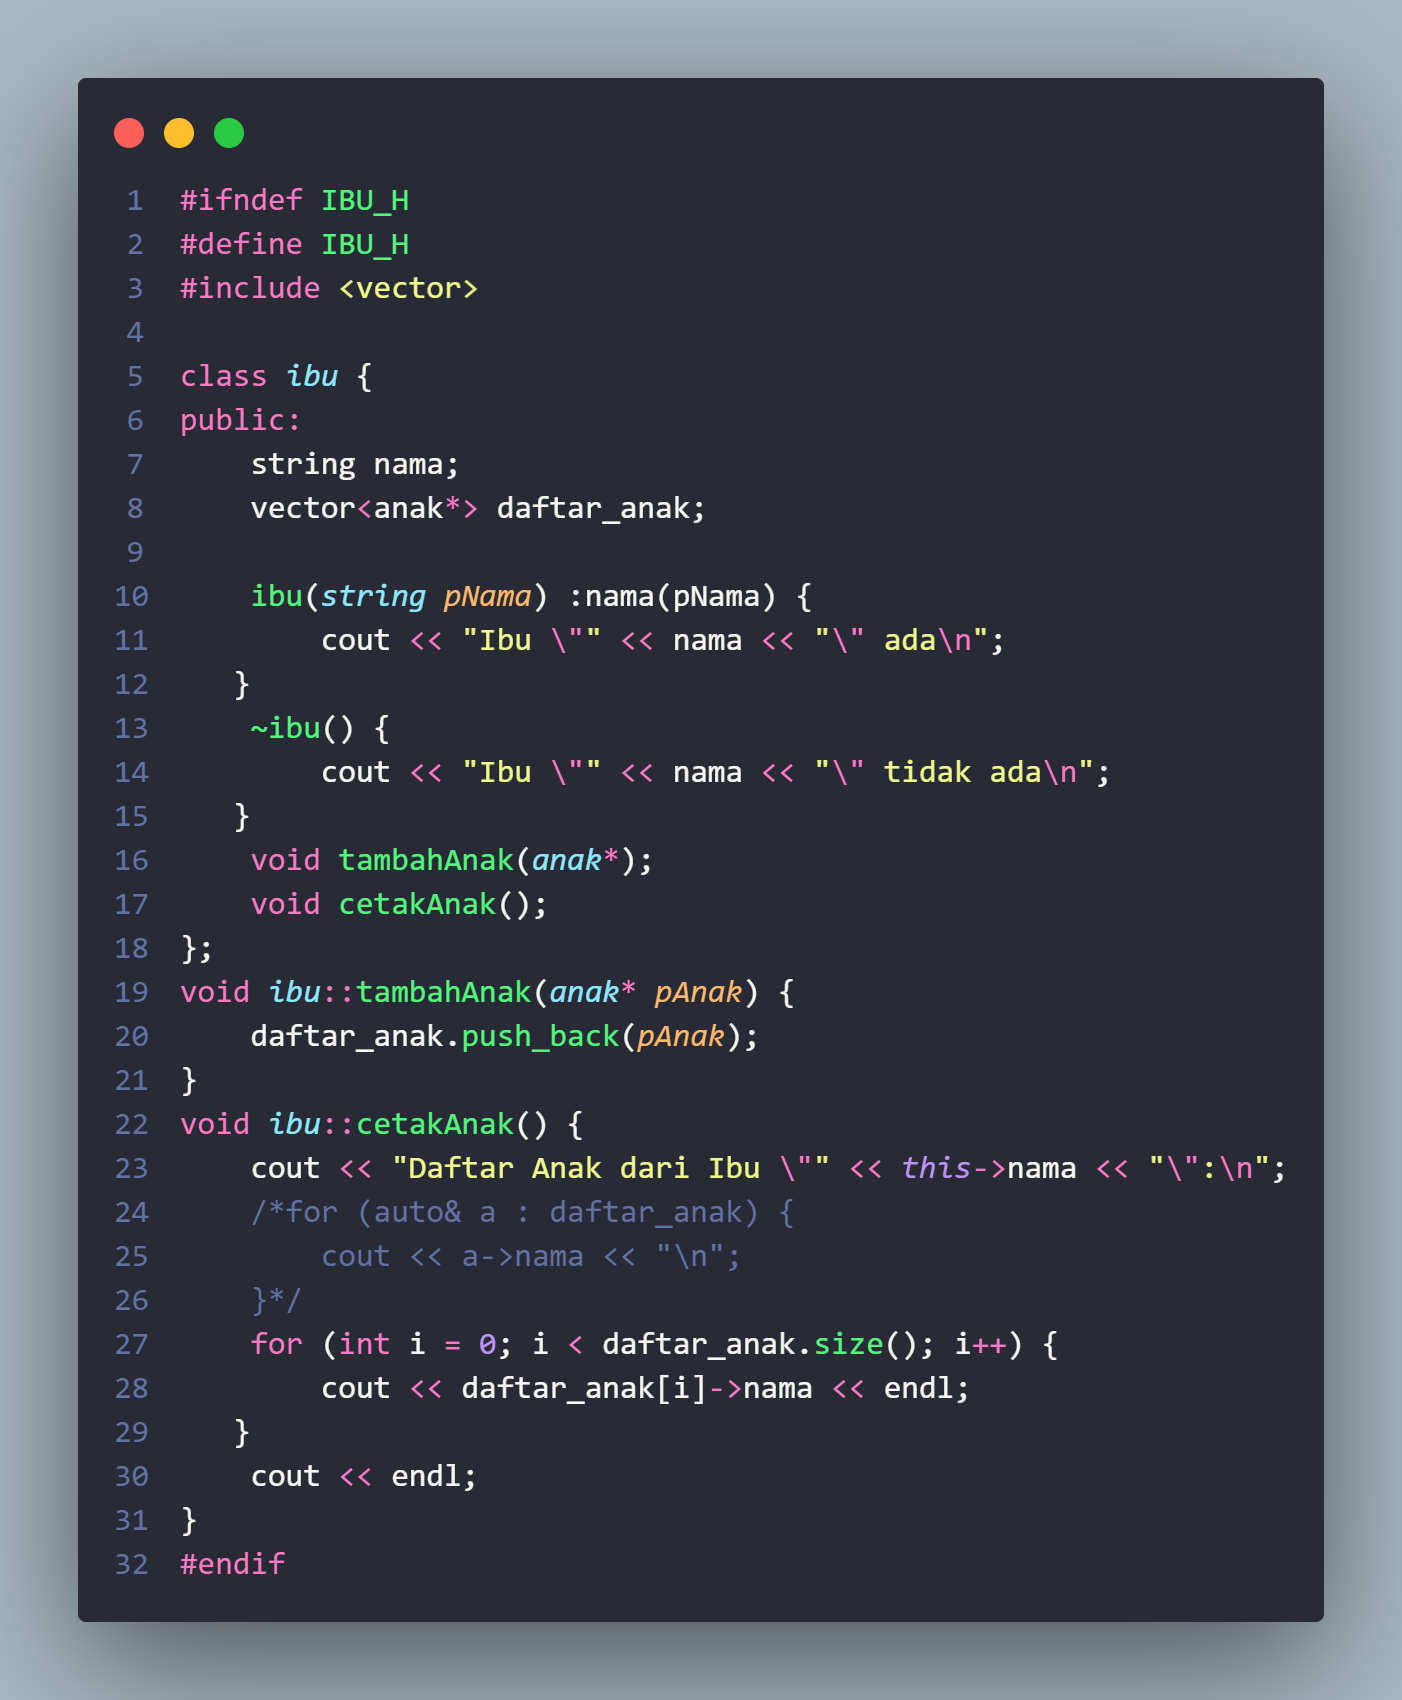 1 #ifndef IBU_H
2 #define IBU_H
3 #include <vector>
4
5 class ibu {
6 public:
7     string nama;
8     vector<anak*> daftar_anak;
9
10     ibu(string pNama) :nama(pNama) {
11         cout << "Ibu \"" << nama << "\" ada\n";
12    }
13     ~ibu() {
14         cout << "Ibu \"" << nama << "\" tidak ada\n";
15    }
16     void tambahAnak(anak*);
17     void cetakAnak();
18 };
19 void ibu::tambahAnak(anak* pAnak) {
20     daftar_anak.push_back(pAnak);
21 }
22 void ibu::cetakAnak() {
23     cout << "Daftar Anak dari Ibu \"" << this->nama << "\":\n";
24     /*for (auto& a : daftar_anak) {
25         cout << a->nama << "\n";
26     }*/
27     for (int i = 0; i < daftar_anak.size(); i++) {
28         cout << daftar_anak[i]->nama << endl;
29    }
30     cout << endl;
31 }
32 #endif